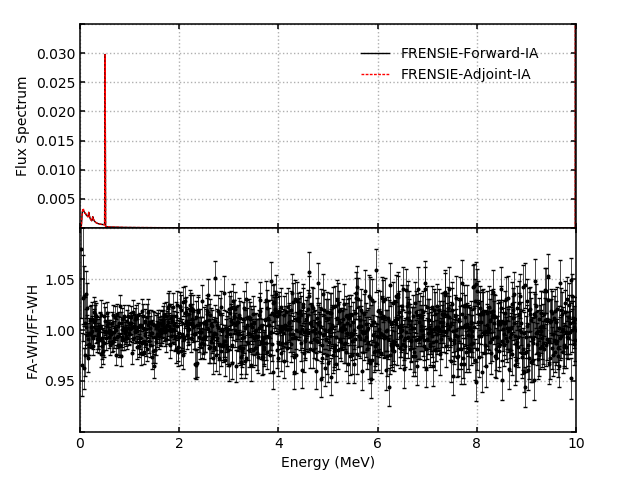 0.030
0.025
0.020
0.015
0.010
0.005
Flux Spectrum
FRENSIE-Forward-IA
FRENSIE-Adjoint-IA
1.05
1.00
0.95
FA-WH/FF-WH
0 2 4 6 8 10
Energy (MeV)